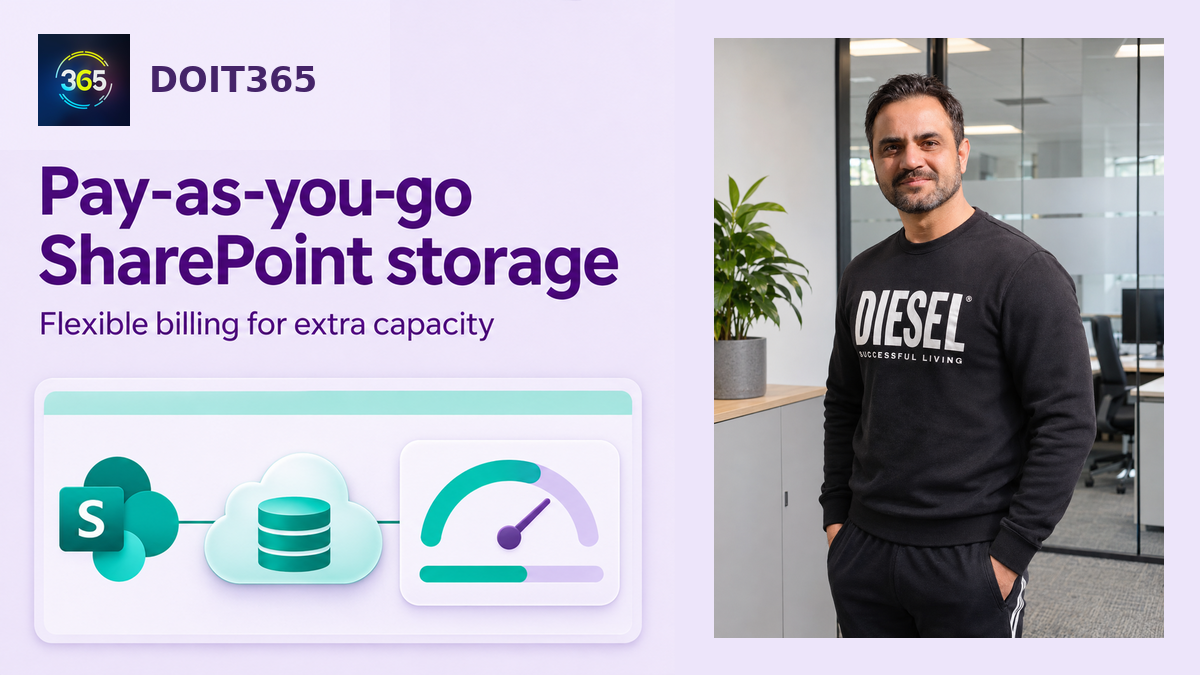 365
DOIT365
Pay-as-you-go
SharePoint storage
Flexible billing for extra capacity
S
DIESEL®
SUCCESSFUL LIVING